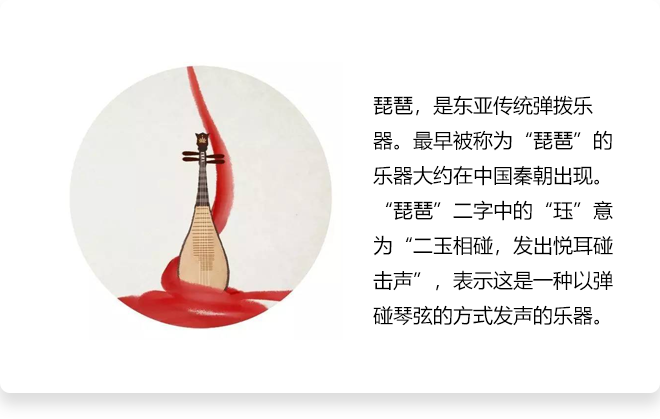 琵琶，是东亚传统弹拨乐
器。最早被称为“琵琶”的
乐器大约在中国秦朝出现。
“琵琶”二字中的“珏”意
为“二玉相碰，发出悦耳碰
击声”，表示这是一种以弹
碰琴弦的方式发声的乐器。